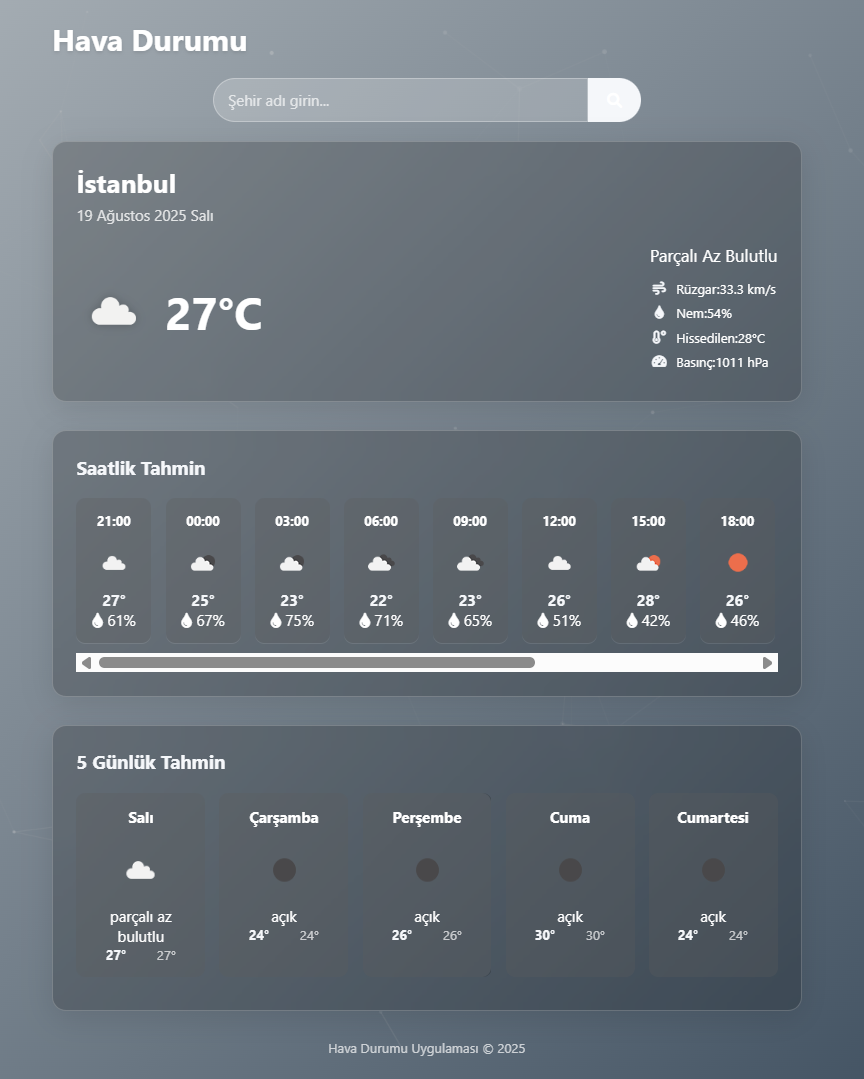 Hava Durumu
Şehir adı girin...
İstanbul
19 Ağustos 2025 Salı
Parçalı Az Bulutlu
27°C
Rüzgar:33.3 km/s
Nem:54%
Hissedilen:28°C
Basınç:1011 hPa
Saatlik Tahmin
21:00 00:00 03:00 06:00 09:00 12:00 15:00 18:00
27° 25° 23° 22° 23° 26° 28° 26°
61% 67% 75% 71% 65% 51% 42% 46%
5 Günlük Tahmin
Salı Çarşamba Perşembe Cuma Cumartesi
parçalı az bulutlu açık açık açık açık
27° 27° 24° 24° 26° 26° 30° 30° 24° 24°
Hava Durumu Uygulaması © 2025